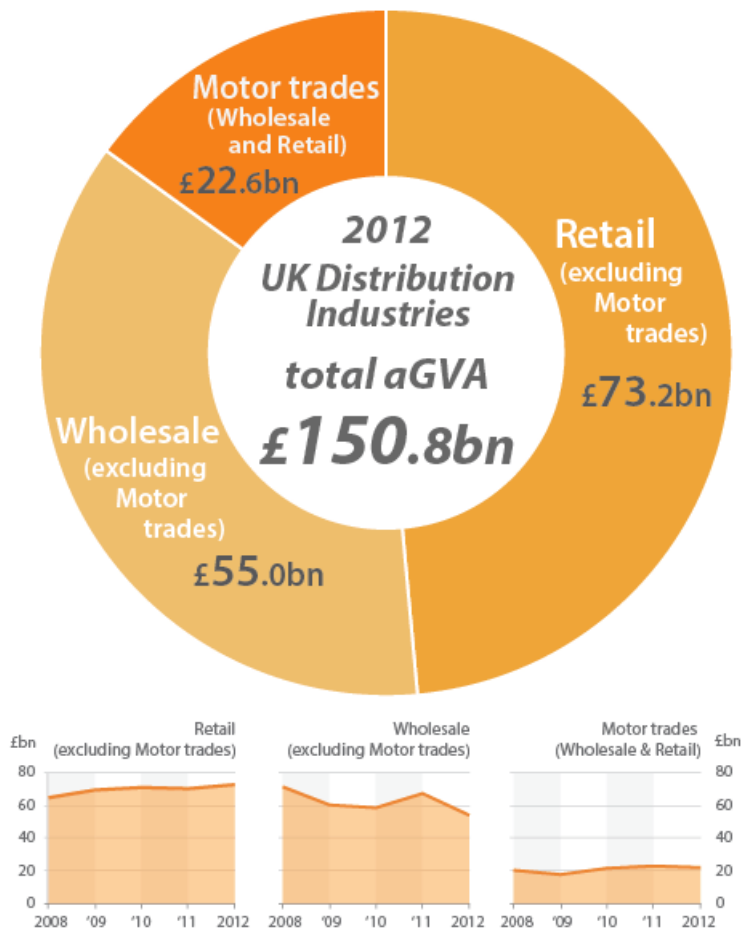 Motor trades
(Wholesale
and Retail)
£22.6bn
Retail
(excluding
Motor
trades)
£73.2bn
2012
UK Distribution
Industries
total aGVA
£150.8bn
Wholesale
(excluding
Motor
trades)
£55.0bn
£bn
Retail
(excluding Motor trades)
80
60
40
20
0
2008 '09 '10 '11 2012
Wholesale
(excluding Motor trades)
2008 '09 '10 '11 2012
Motor trades
(Wholesale & Retail)
£bn
80
60
40
20
0
2008 '09 '10 '11 2012